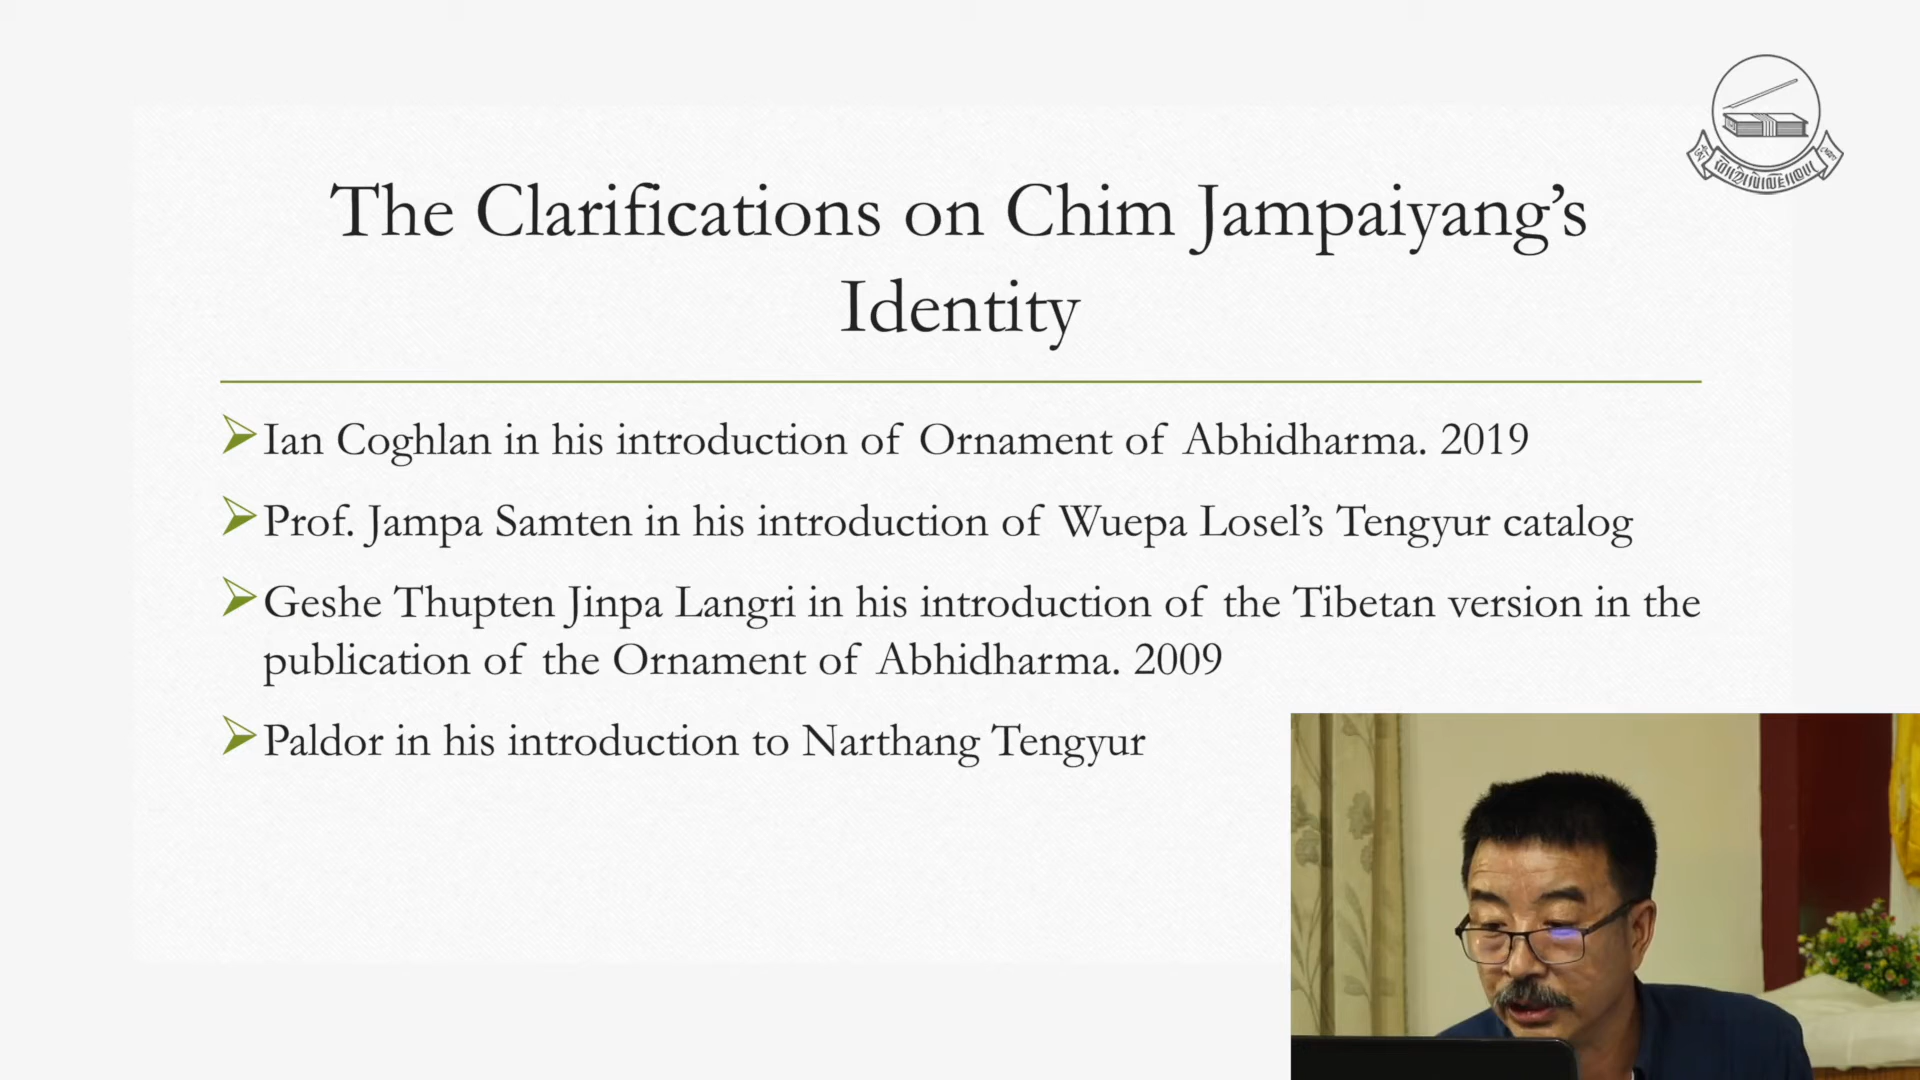 The Clarifications on Chim Jampaiyang’s
Identity
Ian Coghlan in his introduction of Ornament of Abhidharma. 2019
Prof. Jampa Samten in his introduction of Wuepa Losel’s Tengyur catalog
Geshe Thupten Jinpa Langri in his introduction of the Tibetan version in the
publication of the Ornament of Abhidharma. 2009
Paldor in his introduction to Narthang Tengyur